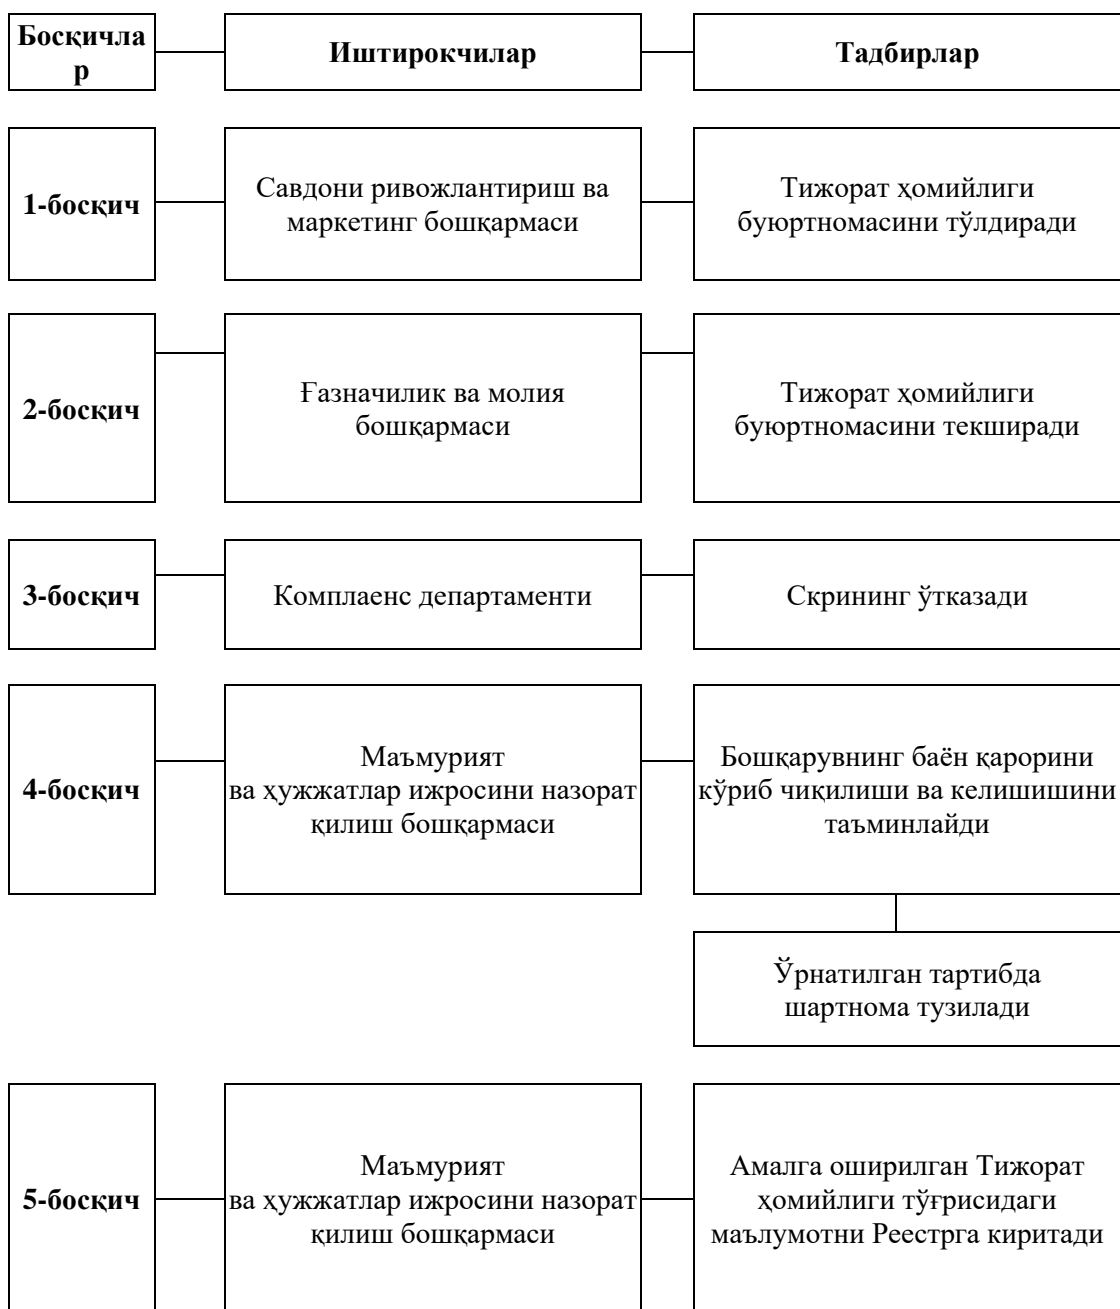 Босқичла
р
Иштирокчилар
Тадбирлар
1-босқич
Савдони ривожлантириш ва
маркетинг бошқармаси
Тижорат ҳомийлиги
буюртномасини тўлдиради
2-босқич
Ғазначилик ва молия
бошқармаси
Тижорат ҳомийлиги
буюртномасини текширади
3-босқич
Комплаенс департаменти
Скрининг ўтказади
4-босқич
Маъмурият
ва ҳужжатлар ижросини назорат
қилиш бошқармаси
Бошқарувнинг баён қарорини
кўриб чиқилиши ва келишишини
таъминлайди
Ўрнатилган тартибда
шартнома тузилади
5-босқич
Маъмурият
ва ҳужжатлар ижросини назорат
қилиш бошқармаси
Амалга оширилган Тижорат
ҳомийлиги тўғрисидаги
маълумотни Реестрга киритади